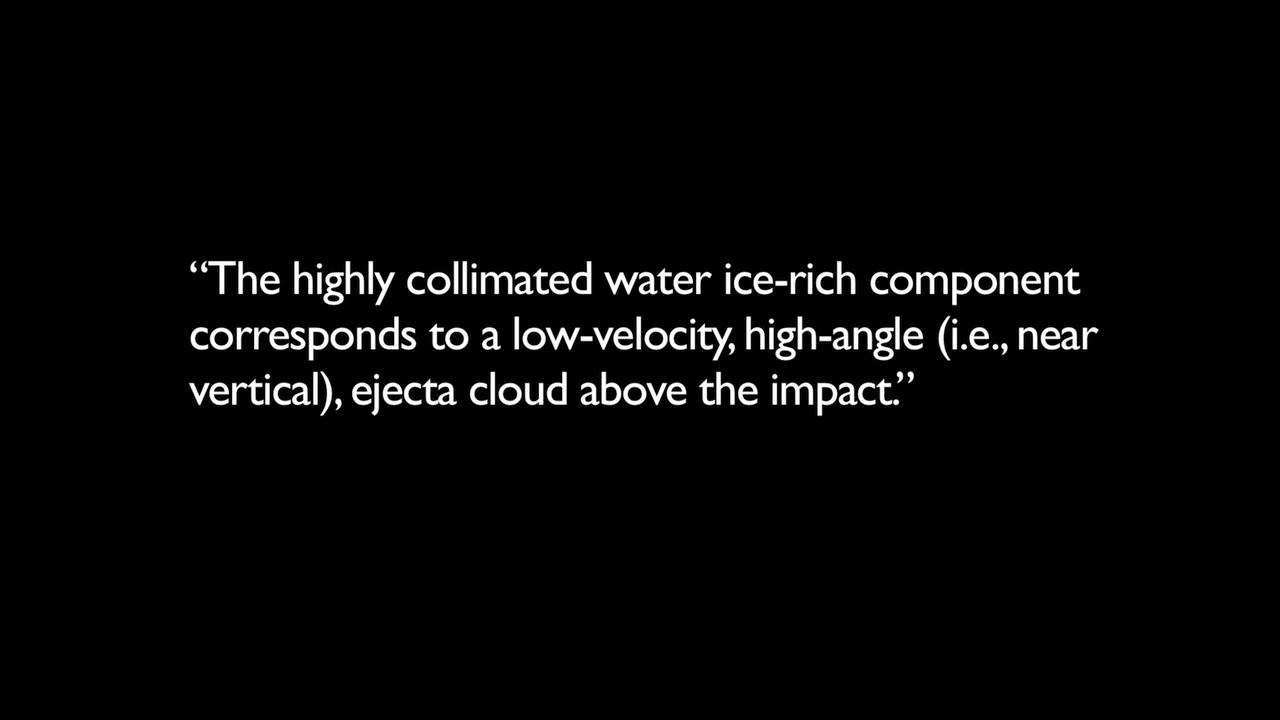 “The highly collimated water ice-rich component
corresponds to a low-velocity, high-angle (i.e., near
vertical), ejecta cloud above the impact.”